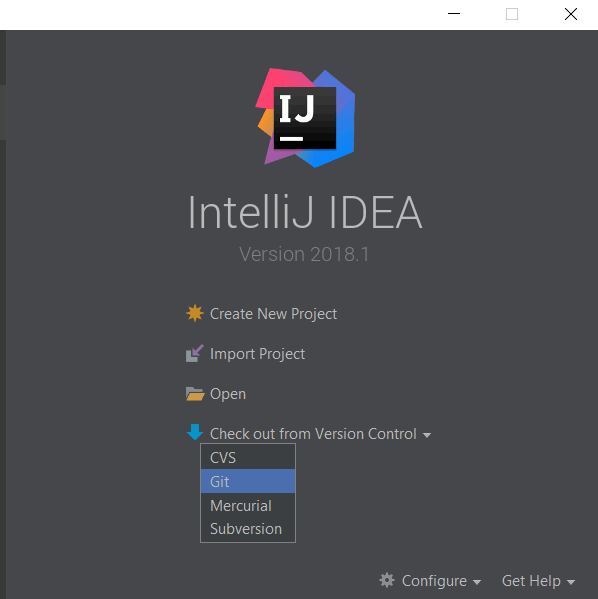 IJ
IntelliJ IDEA
Version 2018.1
Create New Project
Import Project
Open
Check out from Version Control
CVS
Git
Mercurial
Subversion
Configure
Get Help